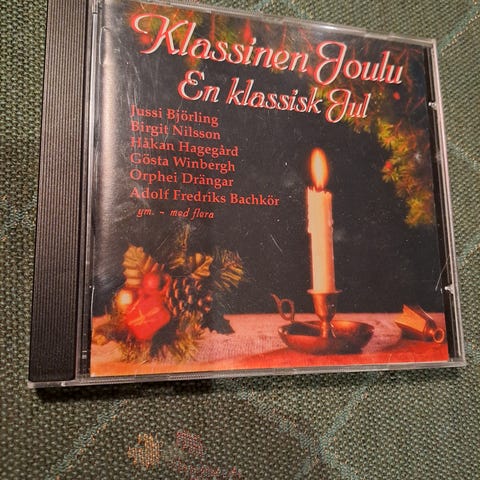 Klassinen Joulu
En klassisk Jul
Jussi Björling
Birgit Nilsson
Håkan Hagegård
Gösta Winbergh
Orphei Drängar
Adolf Fredriks Bachkör
ym. - med flera